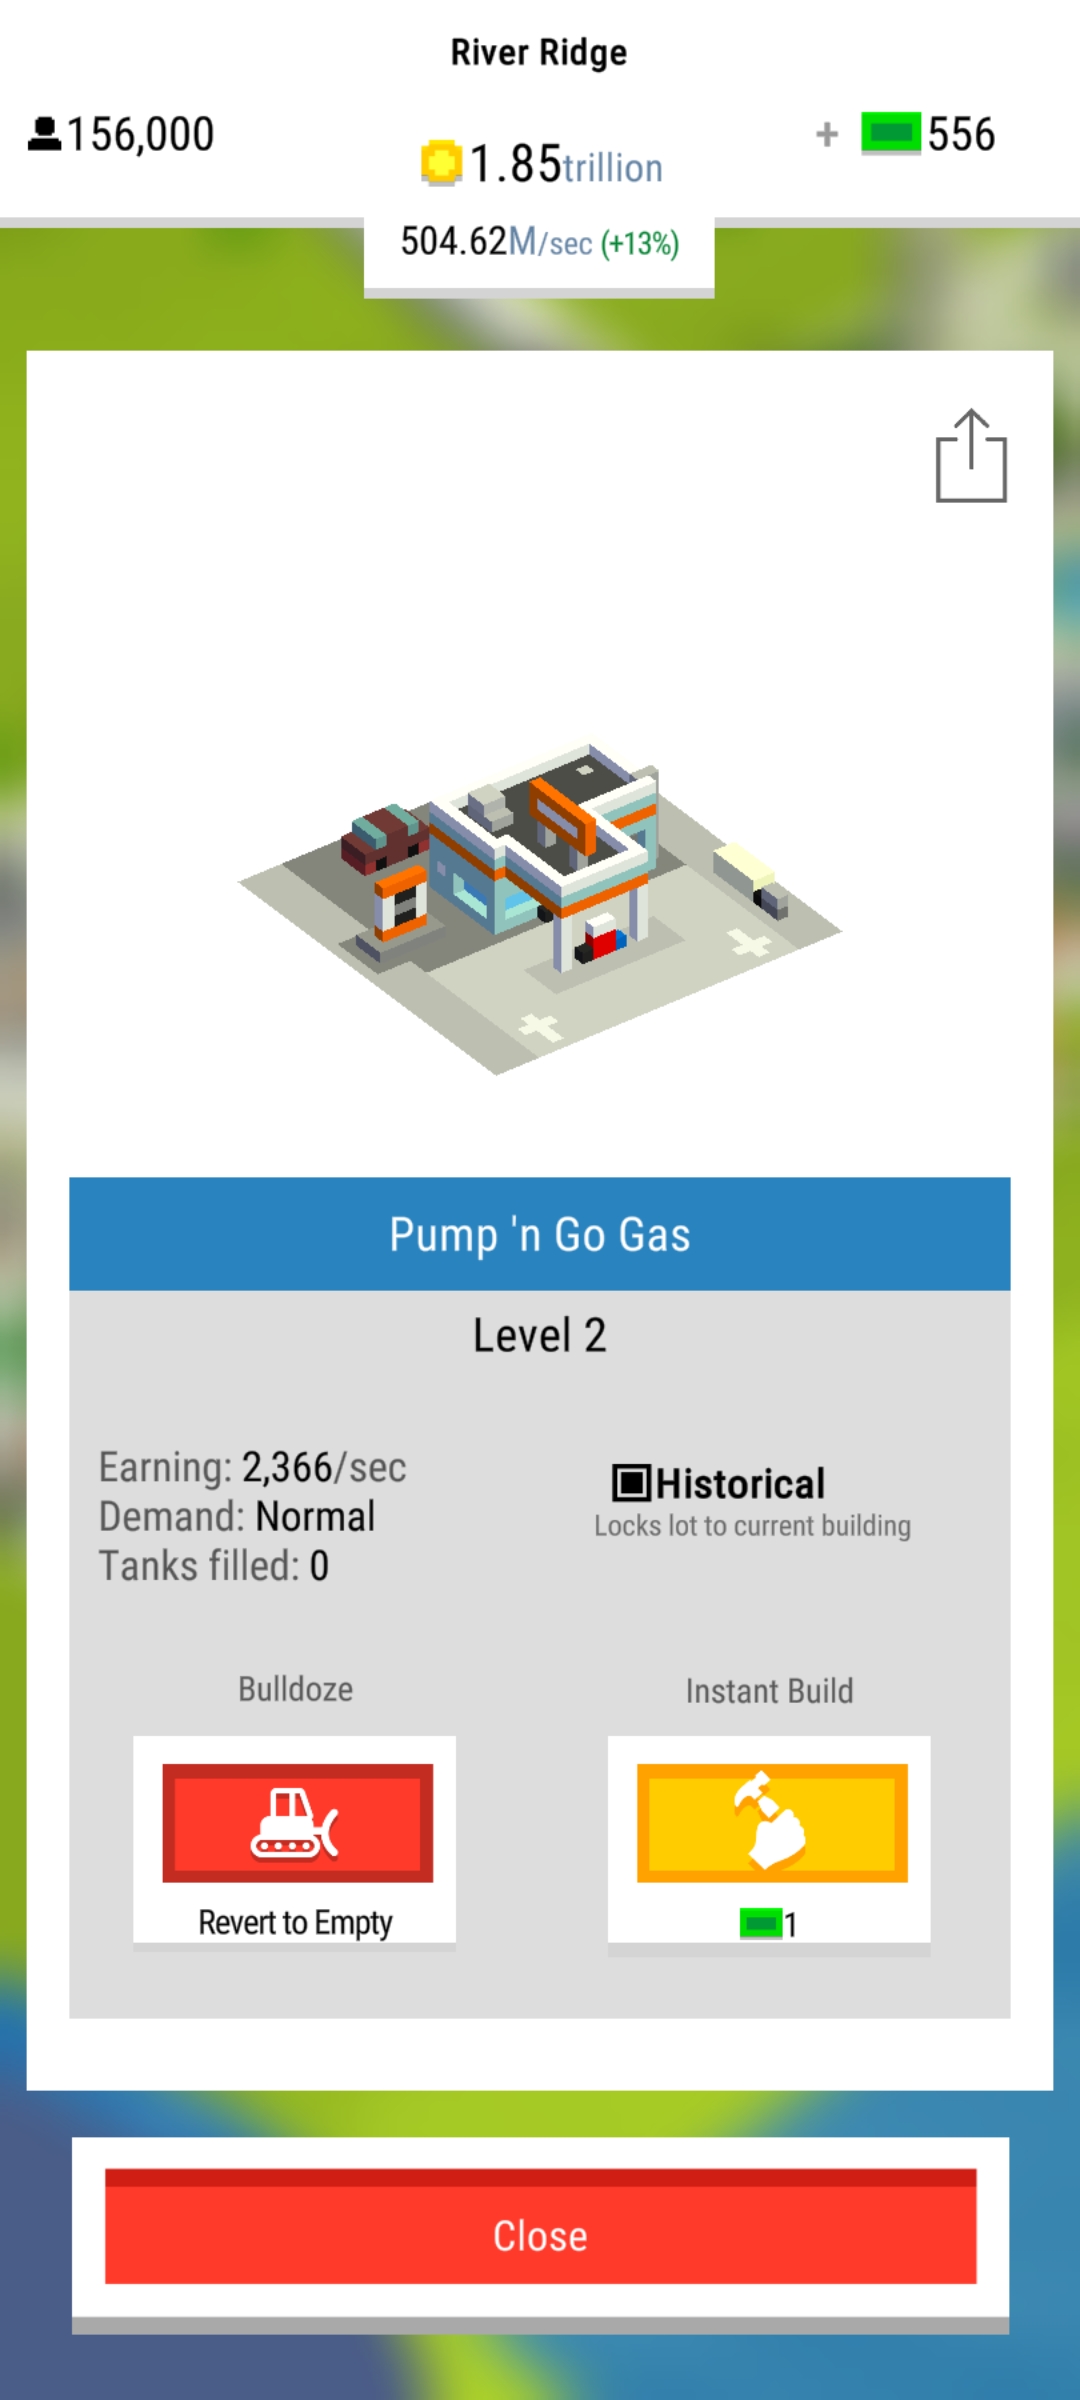 River Ridge
156,000
1.85trillion
+ 556
504.62M/sec (+13%)
Pump 'n Go Gas
Level 2
Earning: 2,366/sec
Demand: Normal
Tanks filled: 0
Historical
Locks lot to current building
Bulldoze
Instant Build
Revert to Empty
1
Close